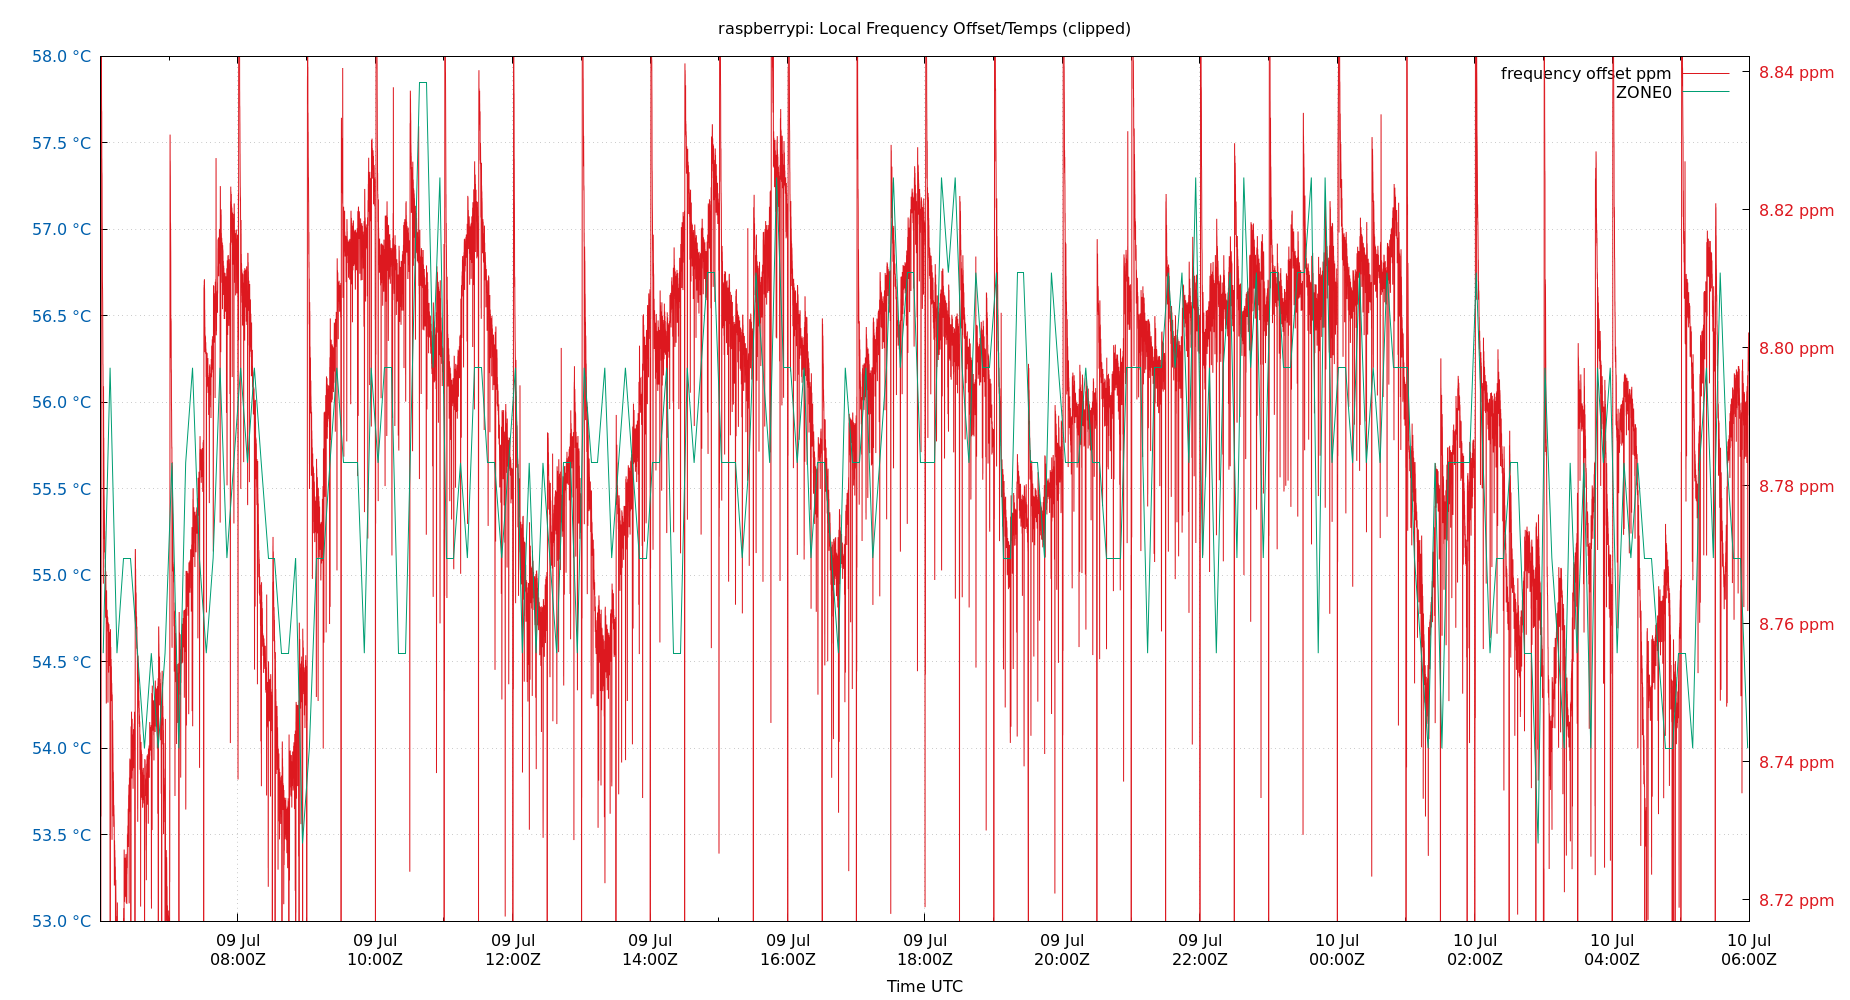 raspberrypi: Local Frequency Offset/Temps (clipped)
58.0 °C
57.5 °C
57.0 °C
56.5 °C
56.0 °C
55.5 °C
55.0 °C
54.5 °C
54.0 °C
53.5 °C
53.0 °C
frequency offset ppm
ZONE0
8.84 ppm
8.82 ppm
8.80 ppm
8.78 ppm
8.76 ppm
8.74 ppm
8.72 ppm
09 Jul 09 Jul 09 Jul 09 Jul 09 Jul 09 Jul 09 Jul 09 Jul 10 Jul 10 Jul 10 Jul 10 Jul
08:00Z 10:00Z 12:00Z 14:00Z 16:00Z 18:00Z 20:00Z 22:00Z 00:00Z 02:00Z 04:00Z 06:00Z
Time UTC